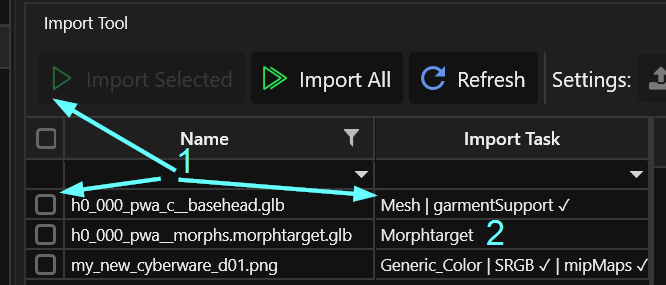 Import Tool
Import Selected Import All Refresh Settings:
Name Import Task
1
h0_000_pwa_c__basehead.glb Mesh | garmentSupport ✓
h0_000_pwa__morphs.morphtarget.glb Morphtarget 2
my_new_cyberware_d01.png Generic_Color | SRGB ✓ | mipMaps ✓